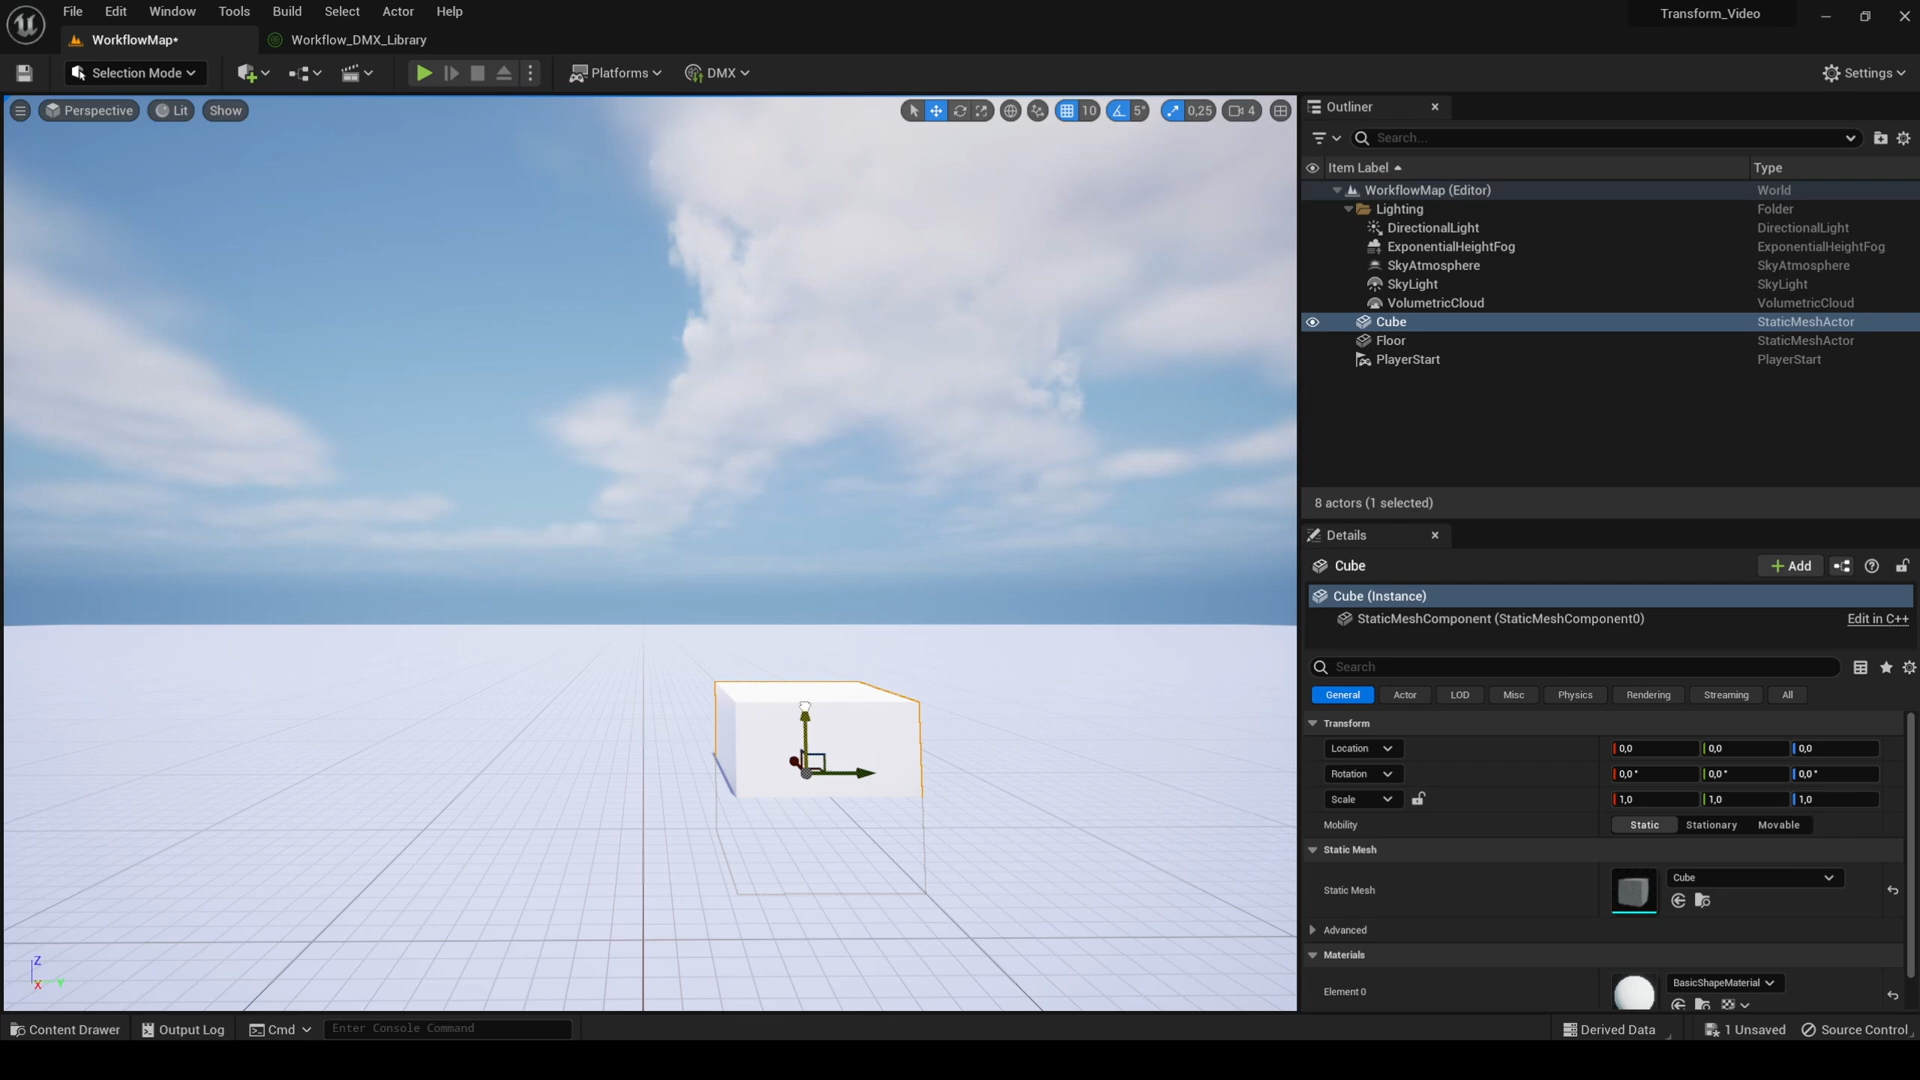 File Edit Window Tools Build Select Actor Help
Transform_Video
WorkflowMap•
Workflow_DMX_Library
Selection Mode
Platforms
DMX
Settings
Perspective
Lit
Show
10
5°
0,25
4
Outliner
Search...
Item Label
Type
WorkflowMap (Editor) World
Lighting Folder
DirectionalLight DirectionalLight
ExponentialHeightFog ExponentialHeightFog
SkyAtmosphere SkyAtmosphere
SkyLight SkyLight
VolumetricCloud VolumetricCloud
Cube StaticMeshActor
Floor StaticMeshActor
PlayerStart PlayerStart
8 actors (1 selected)
Details
Cube
Add
Cube (Instance)
StaticMeshComponent (StaticMeshComponent0)
Edit in C++
Search
General Actor LOD Misc Physics Rendering Streaming All
Transform
Location 0,0 0,0 0,0
Rotation 0,0 ° 0,0 ° 0,0 °
Scale 1,0 1,0 1,0
Mobility Static Stationary Movable
Static Mesh
Static Mesh Cube
Advanced
Materials
Element 0 BasicShapeMaterial
Z
X Y
Content Drawer
Output Log
Cmd
Enter Console Command
Derived Data
1 Unsaved
Source Control